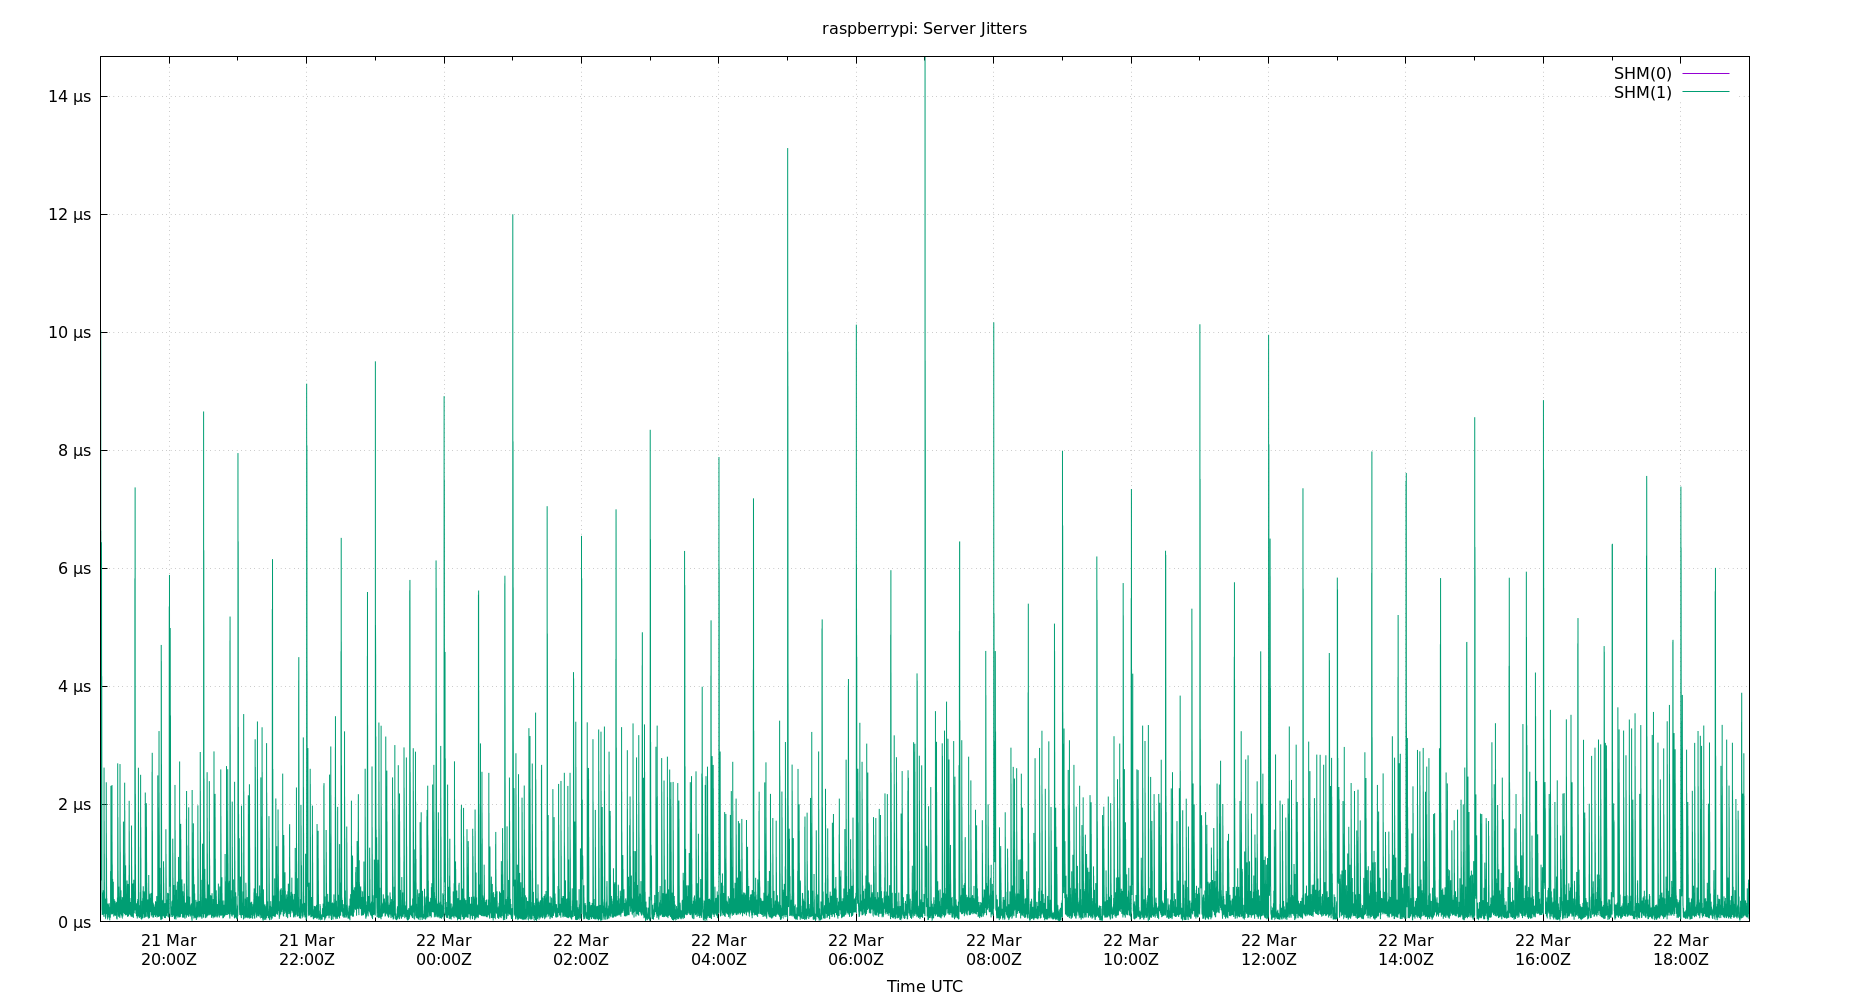 raspberrypi: Server Jitters
SHM(0)
SHM(1)
14 µs
12 µs
10 µs
8 µs
6 µs
4 µs
2 µs
0 µs
21 Mar
20:00Z
21 Mar
22:00Z
22 Mar
00:00Z
22 Mar
02:00Z
22 Mar
04:00Z
22 Mar
06:00Z
22 Mar
08:00Z
22 Mar
10:00Z
22 Mar
12:00Z
22 Mar
14:00Z
22 Mar
16:00Z
22 Mar
18:00Z
Time UTC